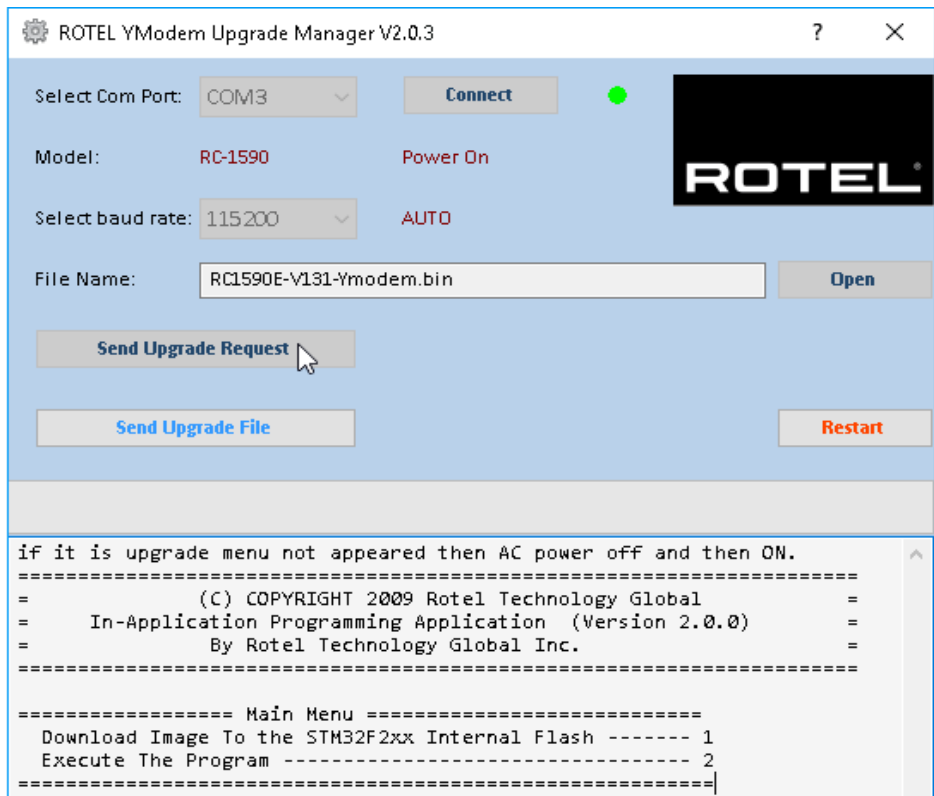 ROTEL YModem Upgrade Manager V2.0.3 ?
Select Com Port: COM3 Connect
ROTEL
Model: RC-1590 Power On
Select baud rate: 115200 AUTO
File Name: RC1590E-V131-Ymodem.bin Open
Send Upgrade Request
Send Upgrade File Restart
if it is upgrade menu not appeared then AC power off and then ON.
======================================================================
=             (C) COPYRIGHT 2009 Rotel Technology Global             =
=      In-Application Programming Application  (Version 2.0.0)       =
=                By Rotel Technology Global Inc.                     =
======================================================================
================== Main Menu ============================
  Download Image To the STM32F2xx Internal Flash ------- 1
  Execute The Program ---------------------------------- 2
==========================================================